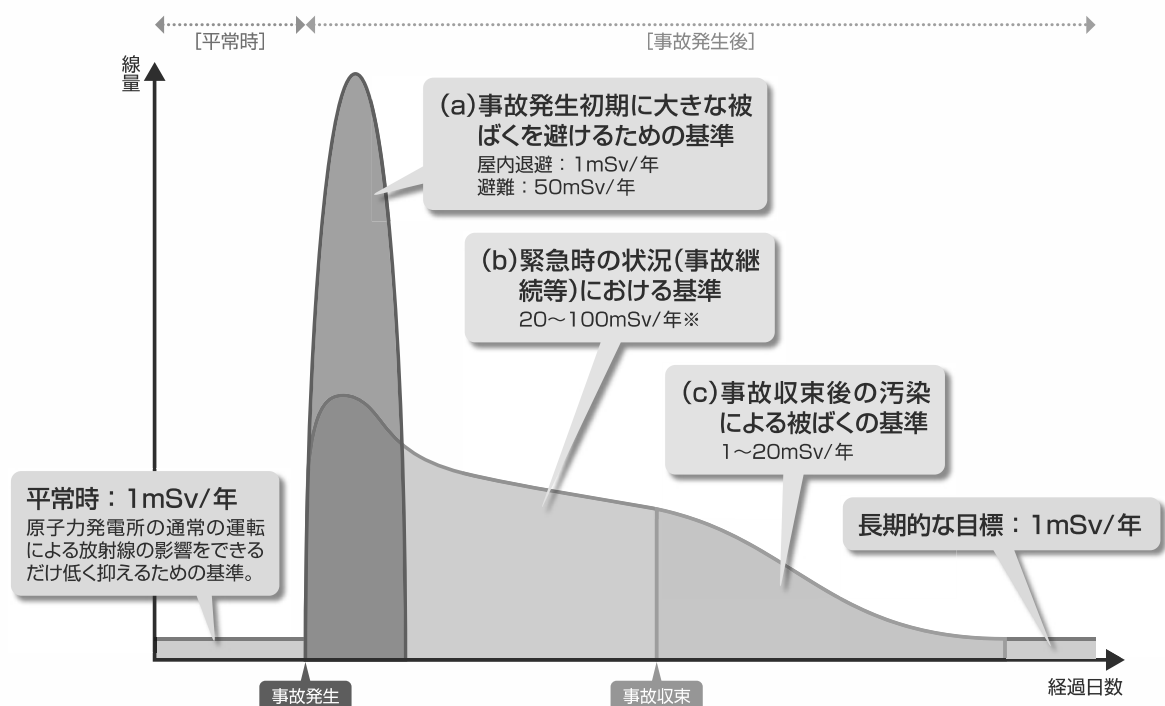 [平常時]
[事故発生後]
線量
(a)事故発生初期に大きな被
ばくを避けるための基準
屋内退避：1mSv/年
避難：50mSv/年
(b)緊急時の状況(事故継
続等)における基準
20～100mSv/年※
(c)事故収束後の汚染
による被ばくの基準
1～20mSv/年
平常時：1mSv/年
原子力発電所の通常の運転
による放射線の影響をできる
だけ低く抑えるための基準。
長期的な目標：1mSv/年
事故発生
事故収束
経過日数